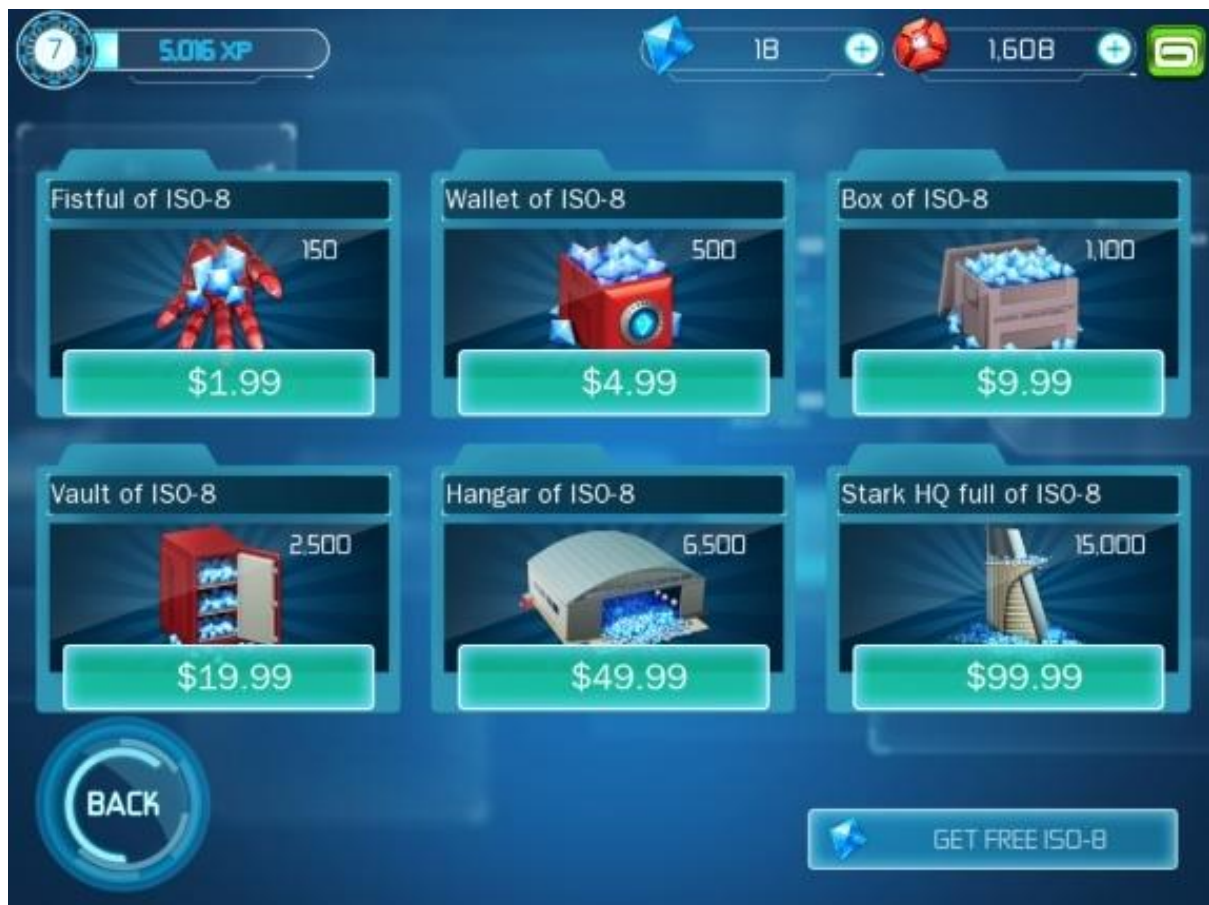 7
5,016 XP
18
1,608
Fistful of ISO-8
150
$1.99
Wallet of ISO-8
500
$4.99
Box of ISO-8
1,100
$9.99
Vault of ISO-8
2,500
$19.99
Hangar of ISO-8
6,500
$49.99
Stark HQ full of ISO-8
15,000
$99.99
BACK
GET FREE ISO-8